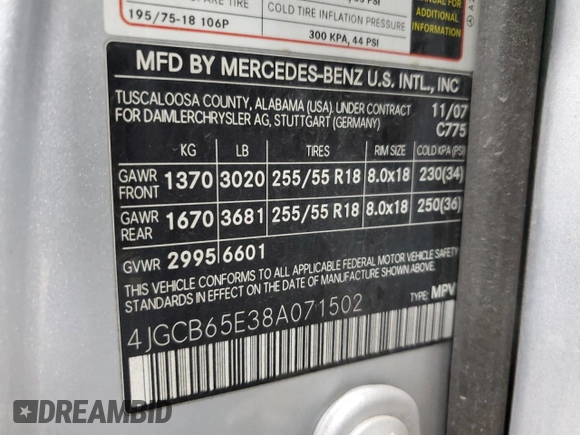 195/75-18 106P
COLD TIRE INFLATION PRESSURE
300 KPA, 44 PSI
MANUAL FOR
ADDITIONAL
INFORMATION
MFD BY MERCEDES-BENZ U.S. INTL., INC
TUSCALOOSA COUNTY, ALABAMA (USA). UNDER CONTRACT 11/07
FOR DAIMLERCHRYSLER AG, STUTTGART (GERMANY) C775
KG LB TIRES RIM SIZE COLD KPA (PSI)
GAWR FRONT 1370 3020 255/55 R18 8.0x18 230(34)
GAWR REAR 1670 3681 255/55 R18 8.0x18 250(36)
GVWR 2995 6601
THIS VEHICLE CONFORMS TO ALL APPLICABLE FEDERAL MOTOR VEHICLE SAFETY
STANDARDS IN EFFECT ON THE DATE OF MANUFACTURE SHOWN ABOVE.
4JGCB65E38A071502 TYPE: MPV
DREAMBID